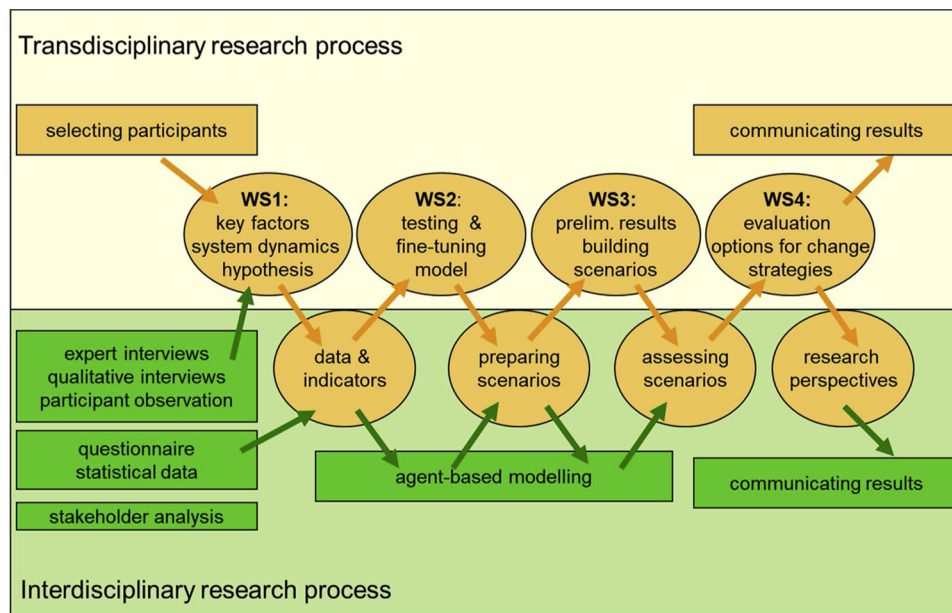 Transdisciplinary research process
selecting participants
communicating results
WS1:
key factors
system dynamics
hypothesis
WS2:
testing & 
fine-tuning
model
WS3:
prelim. results
building
scenarios
WS4:
evaluation
options for change
strategies
expert interviews
qualitative interviews
participant observation
data &
indicators
preparing
scenarios
assessing
scenarios
research
perspectives
questionnaire
statistical data
agent-based modelling
communicating results
stakeholder analysis
Interdisciplinary research process